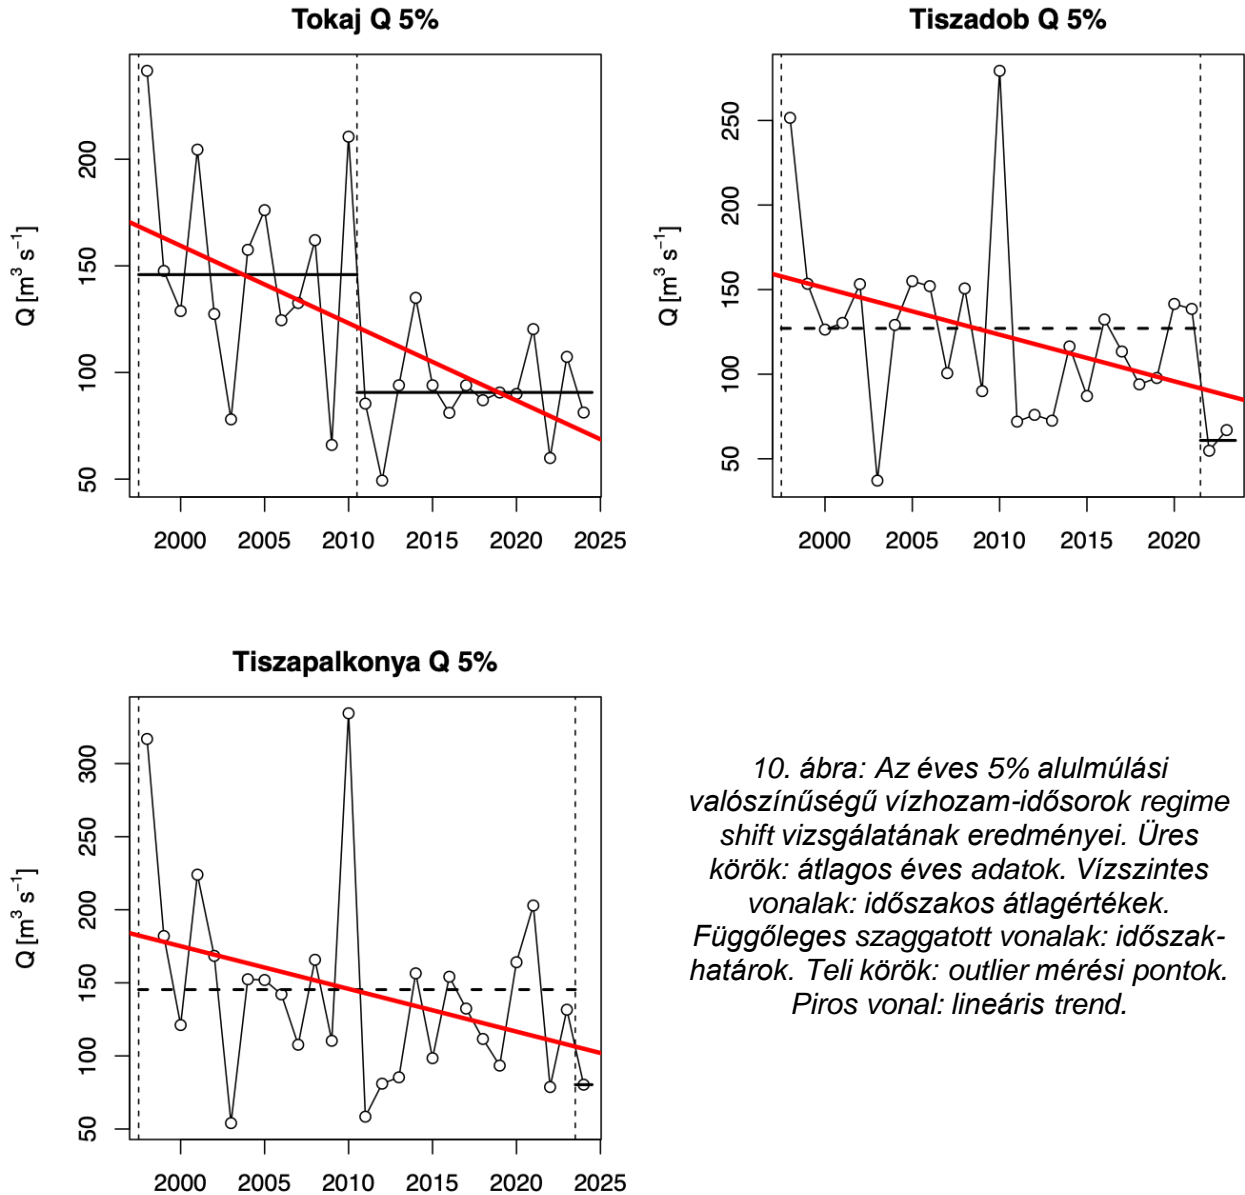 Tokaj Q 5%
Q [m³ s⁻¹]
200
150
100
50
2000 2005 2010 2015 2020 2025
Tiszadob Q 5%
Q [m³ s⁻¹]
250
200
150
100
50
2000 2005 2010 2015 2020
Tiszapalkonya Q 5%
Q [m³ s⁻¹]
300
250
200
150
100
50
2000 2005 2010 2015 2020 2025
10. ábra: Az éves 5% alulmúlási
valószínűségű vízhozam-idősorok regime
shift vizsgálatának eredményei. Üres
körök: átlagos éves adatok. Vízszintes
vonalak: időszakos átlagértékek.
Függőleges szaggatott vonalak: időszak-
határok. Teli körök: outlier mérési pontok.
Piros vonal: lineáris trend.